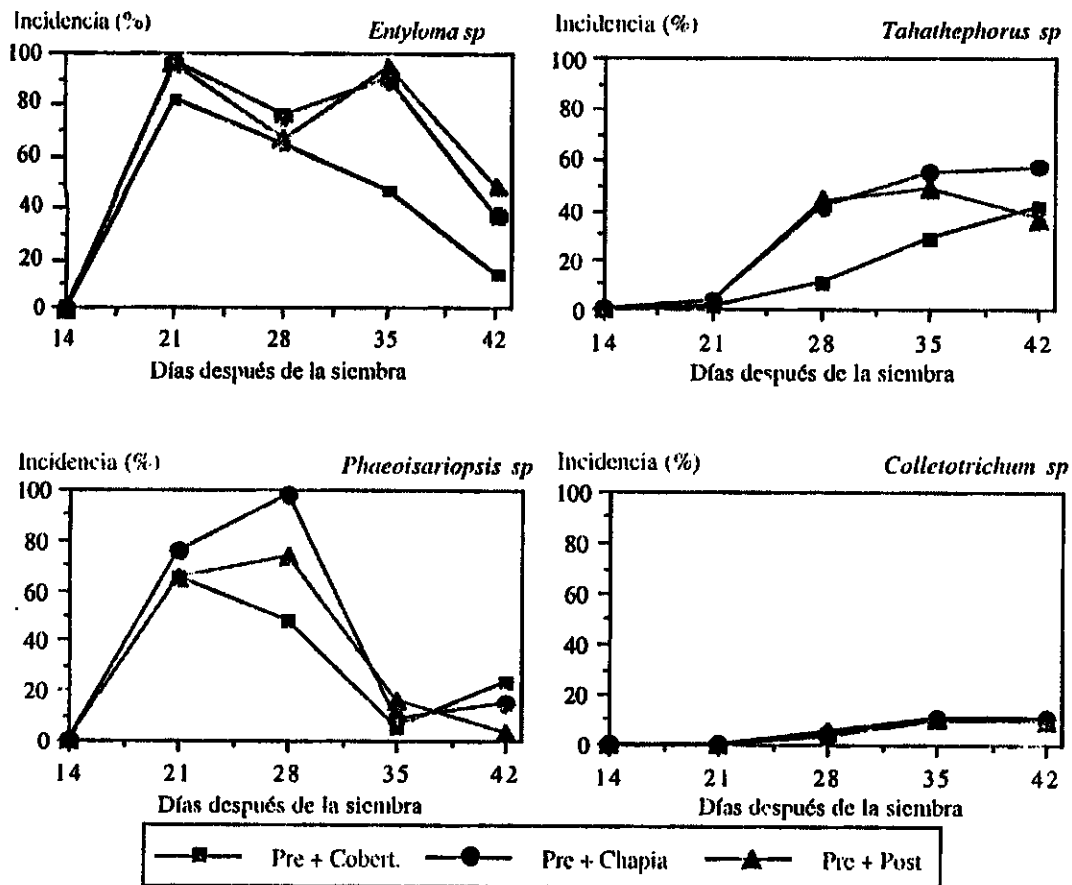 Incidencia (%)
Entyloma sp
100
80
60
40
20
0
14 21 28 35 42
Días después de la siembra
Incidencia (%)
Tahathephorus sp
100
80
60
40
20
0
14 21 28 35 42
Días después de la siembra
Incidencia (%)
Phaeoisariopsis sp
100
80
60
40
20
0
14 21 28 35 42
Días después de la siembra
Incidencia (%)
Colletotrichum sp
100
80
60
40
20
0
14 21 28 35 42
Días después de la siembra
Pre + Cobert. Pre + Chapia Pre + Post